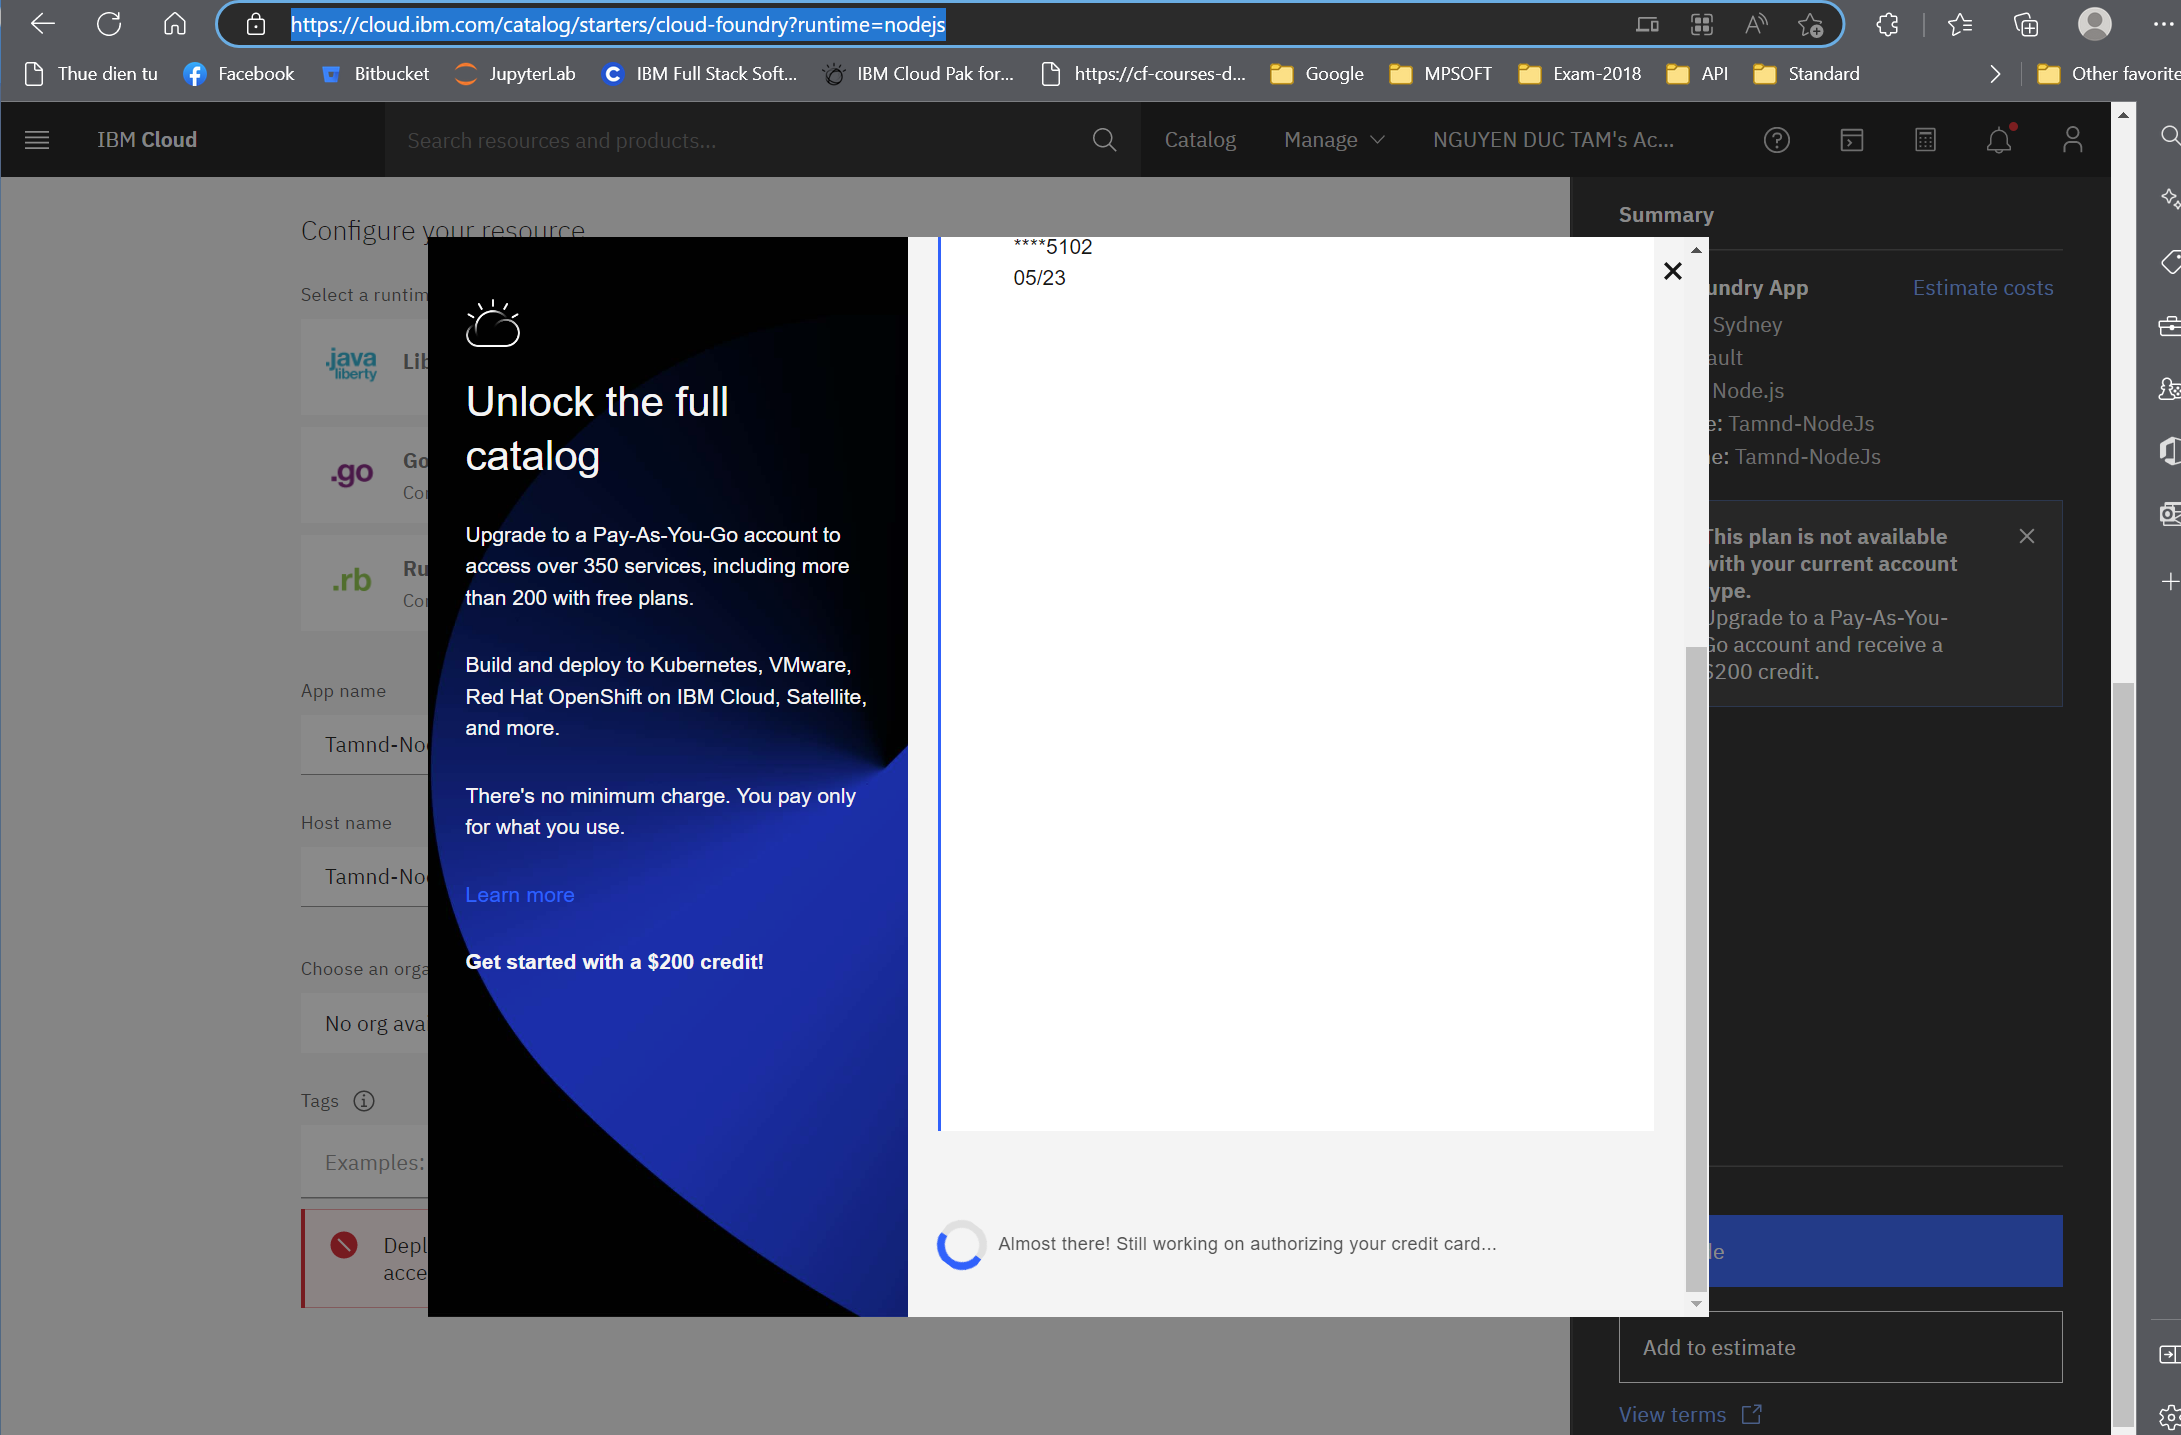 https://cloud.ibm.com/catalog/starters/cloud-foundry?runtime=nodejs
Thue dien tu
Facebook
Bitbucket
JupyterLab
IBM Full Stack Soft...
IBM Cloud Pak for...
https://cf-courses-d...
Google
MPSOFT
Exam-2018
API
Standard
Other favorite
IBM Cloud
Search resources and products...
Catalog
Manage
NGUYEN DUC TAM's Ac...
Configure your resource
Select a runtim
.java
liberty
Lib
.go
Go
Cor
.rb
Ru
Cor
App name
Tamnd-No
Host name
Tamnd-No
Choose an orga
No org ava
Tags
Examples:
Depl
acce
Unlock the full
catalog
Upgrade to a Pay-As-You-Go account to
access over 350 services, including more
than 200 with free plans.
Build and deploy to Kubernetes, VMware,
Red Hat OpenShift on IBM Cloud, Satellite,
and more.
There's no minimum charge. You pay only
for what you use.
Learn more
Get started with a $200 credit!
****5102
05/23
Almost there! Still working on authorizing your credit card...
Summary
undry App
Estimate costs
Sydney
ault
Node.js
e: Tamnd-NodeJs
e: Tamnd-NodeJs
This plan is not available
with your current account
type.
Upgrade to a Pay-As-You-
Go account and receive a
$200 credit.
le
Add to estimate
View terms